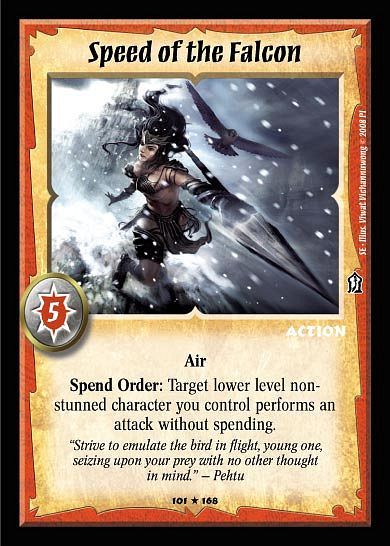 Speed of the Falcon
SE · Illus. Viwat Vichannuwong © 2008 PI
5
ACTION
Air
Spend Order: Target lower level non-
stunned character you control performs an
attack without spending.
“Strive to emulate the bird in flight, young one,
seizing upon your prey with no other thought
in mind.” – Pehtu
101 ★ 168